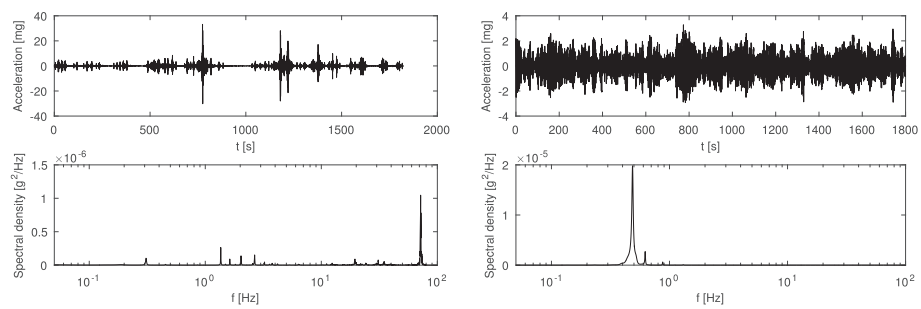 40
20
0
-20
-40
Acceleration [mg]
0 500 1000 1500 2000
t [s]
4
2
0
-2
-4
Acceleration [mg]
0 200 400 600 800 1000 1200 1400 1600 1800
t [s]
×10⁻⁶
1.5
1
0.5
0
Spectral density [g²/Hz]
10⁻¹ 10⁰ 10¹ 10²
f [Hz]
×10⁻⁵
2
1
0
Spectral density [g²/Hz]
10⁻¹ 10⁰ 10¹ 10²
f [Hz]